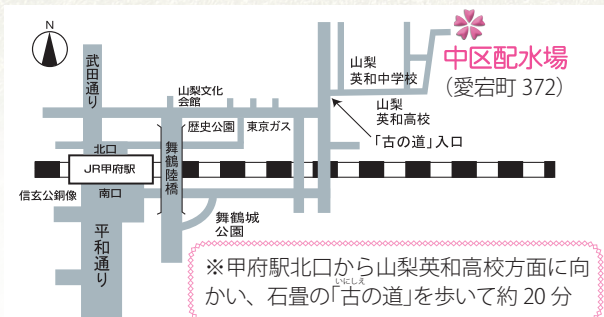 N
武田通り
山梨文化
会館
歴史公園
東京ガス
山梨
英和中学校
山梨
英和高校
中区配水場
(愛宕町 372)
「古の道」入口
北口
JR甲府駅
南口
信玄公銅像
舞鶴陸橋
舞鶴城
公園
平和通り
※甲府駅北口から山梨英和高校方面に向
いにしえ
かい、石畳の「古の道」を歩いて約 20 分